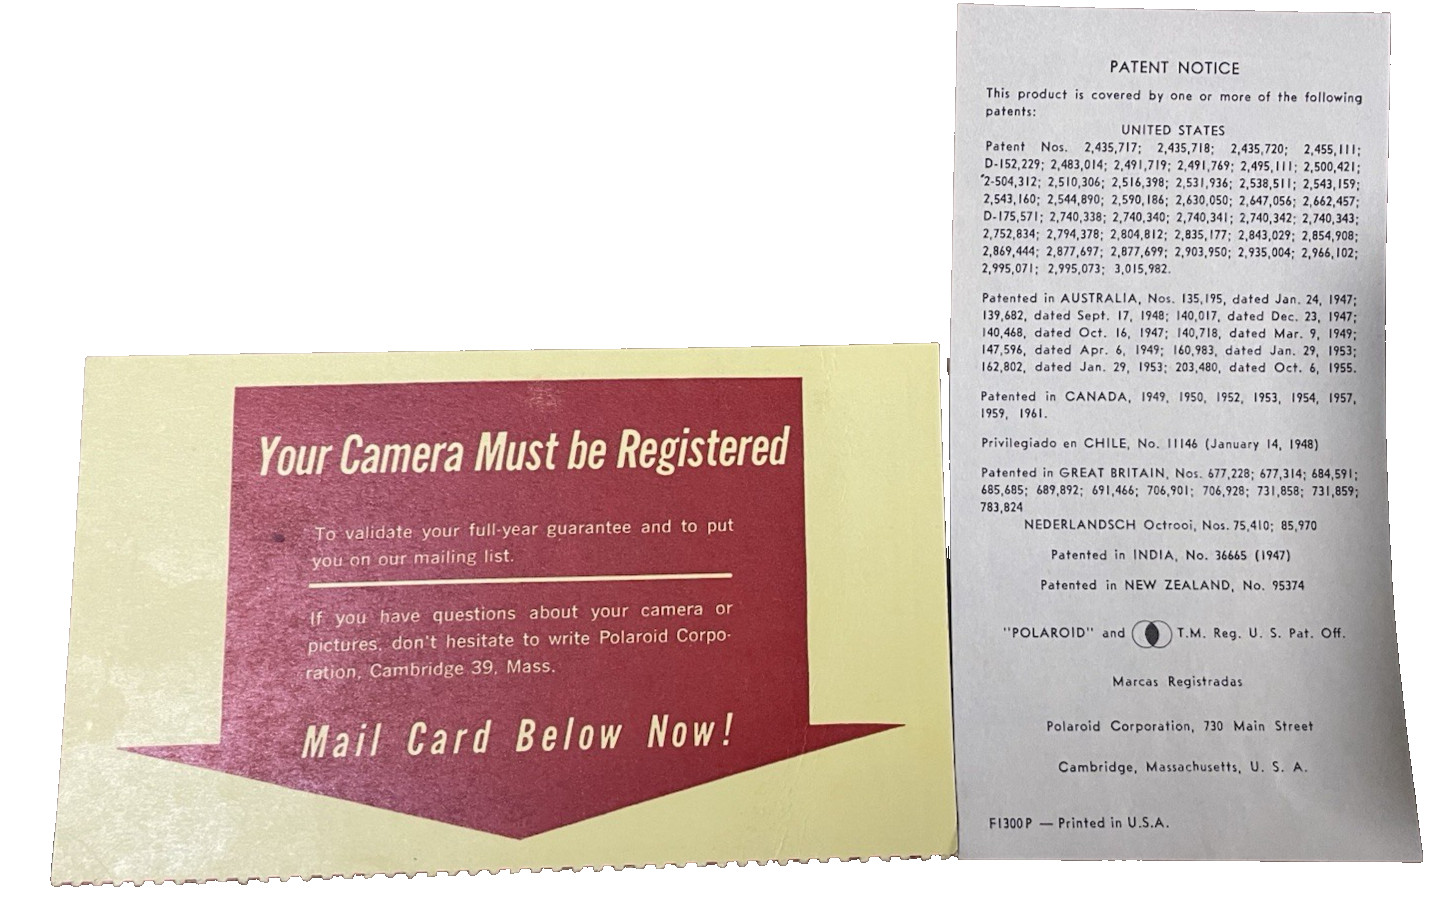 Your Camera Must be Registered
To validate your full-year guarantee and to put
you on our mailing list.
If you have questions about your camera or
pictures, don't hesitate to write Polaroid Corpo-
ration, Cambridge 39, Mass.
Mail Card Below Now!
PATENT NOTICE
This product is covered by one or more of the following
patents:
UNITED STATES
Patent Nos. 2,435,717; 2,435,718; 2,435,720; 2,455,111;
D-152,229; 2,483,014; 2,491,719; 2,491,769; 2,495,111; 2,500,421;
2-504,312; 2,510,306; 2,516,398; 2,531,936; 2,538,511; 2,543,159;
2,543,160; 2,544,890; 2,590,186; 2,630,050; 2,647,056; 2,662,457;
D-175,571; 2,740,338; 2,740,340; 2,740,341; 2,740,342; 2,740,343;
2,752,834; 2,794,378; 2,804,812; 2,835,177; 2,843,029; 2,854,908;
2,869,444; 2,877,697; 2,877,699; 2,903,950; 2,935,004; 2,966,102;
2,995,071; 2,995,073; 3,015,982.
Patented in AUSTRALIA, Nos. 135,195, dated Jan. 24, 1947;
139,682, dated Sept. 17, 1948; 140,017, dated Dec. 23, 1947;
140,468, dated Oct. 16, 1947; 140,718, dated Mar. 9, 1949;
147,596, dated Apr. 6, 1949; 160,983, dated Jan. 29, 1953;
162,802, dated Jan. 29, 1953; 203,480, dated Oct. 6, 1955.
Patented in CANADA, 1949, 1950, 1952, 1953, 1954, 1957,
1959, 1961.
Privilegiado en CHILE, No. 11146 (January 14, 1948)
Patented in GREAT BRITAIN, Nos. 677,228; 677,314; 684,591;
685,685; 689,892; 691,466; 706,901; 706,928; 731,858; 731,859;
783,824
NEDERLANDSCH Octrooi, Nos. 75,410; 85,970
Patented in INDIA, No. 36665 (1947)
Patented in NEW ZEALAND, No. 95374
"POLAROID" and T.M. Reg. U. S. Pat. Off.
Marcas Registradas
Polaroid Corporation, 730 Main Street
Cambridge, Massachusetts, U. S. A.
F1300P — Printed in U.S.A.